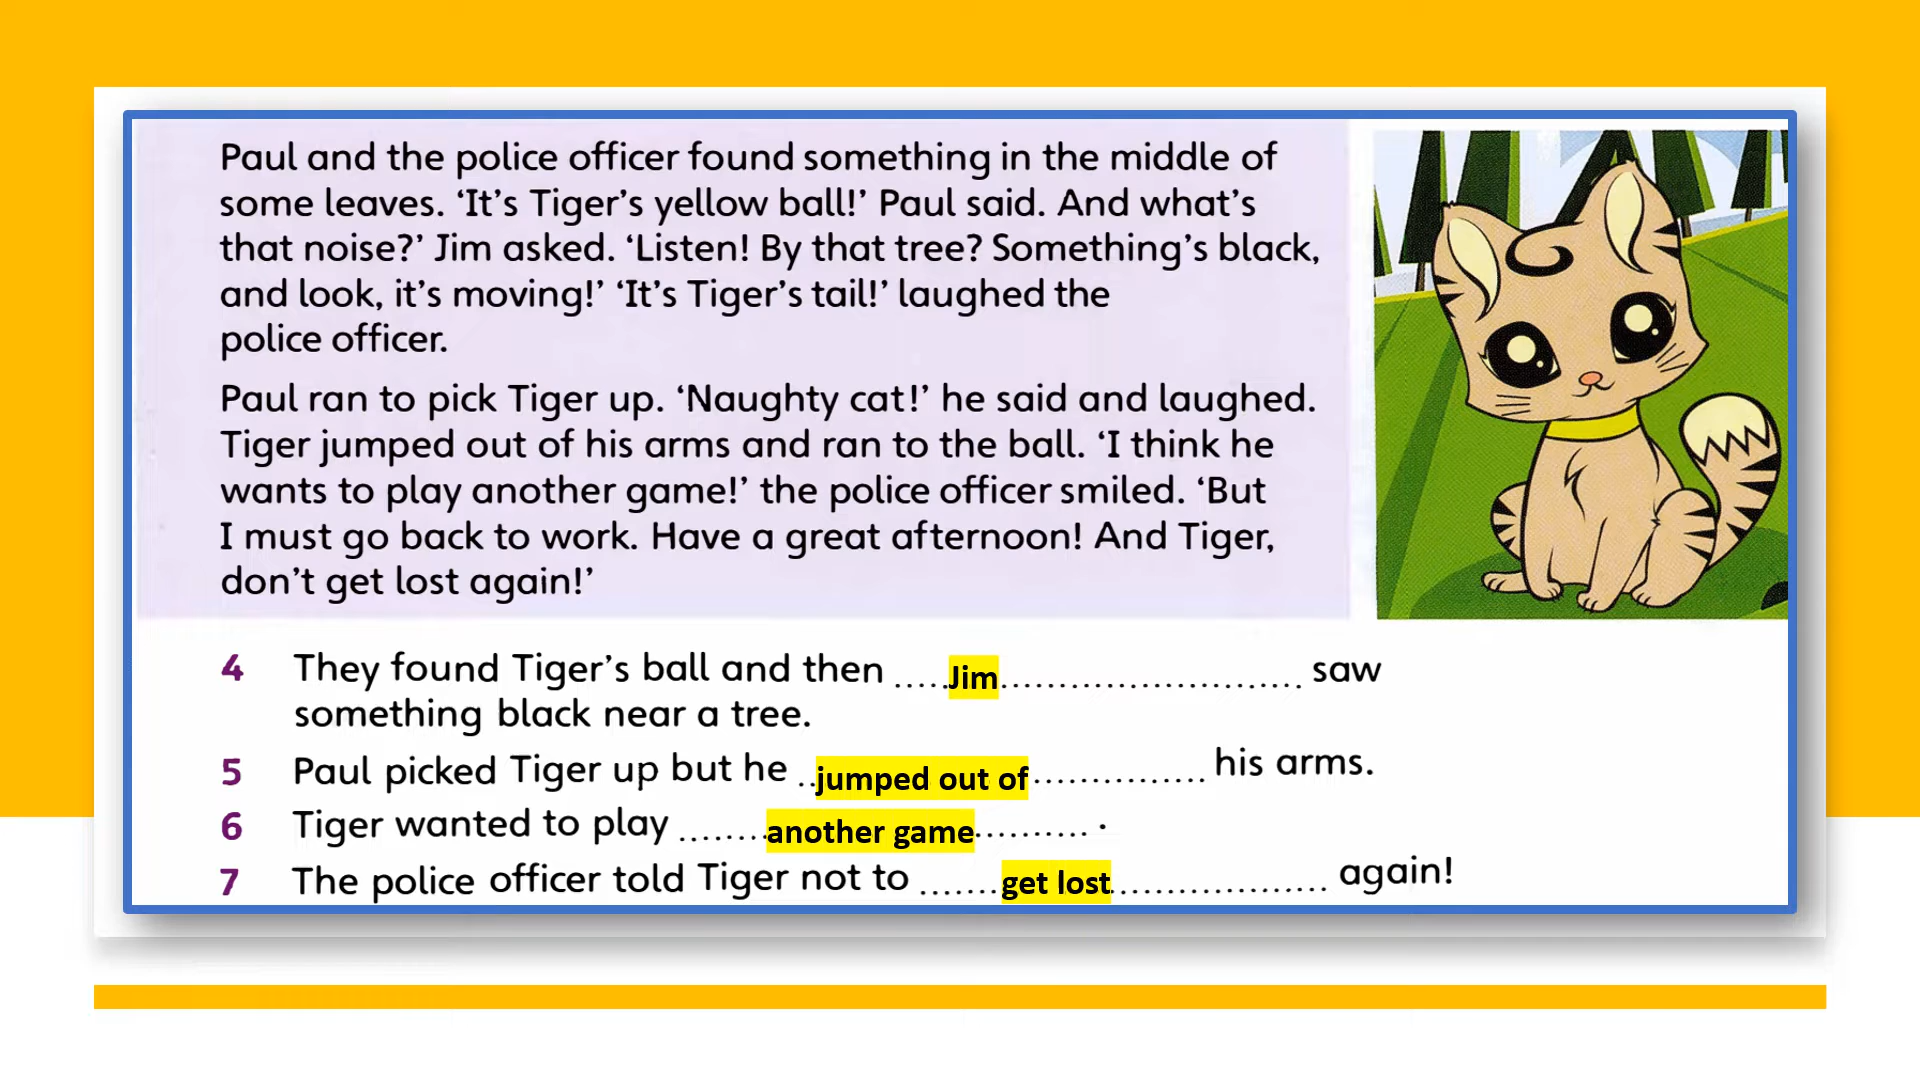 Paul and the police officer found something in the middle of
some leaves. ‘It’s Tiger’s yellow ball!’ Paul said. And what’s
that noise?’ Jim asked. ‘Listen! By that tree? Something’s black,
and look, it’s moving!’ ‘It’s Tiger’s tail!’ laughed the
police officer.
Paul ran to pick Tiger up. ‘Naughty cat!’ he said and laughed.
Tiger jumped out of his arms and ran to the ball. ‘I think he
wants to play another game!’ the police officer smiled. ‘But
I must go back to work. Have a great afternoon! And Tiger,
don’t get lost again!’
4 They found Tiger’s ball and then .....Jim........................... saw
something black near a tree.
5 Paul picked Tiger up but he ..jumped out of............... his arms.
6 Tiger wanted to play ........another game.......... .
7 The police officer told Tiger not to .......get lost................... again!